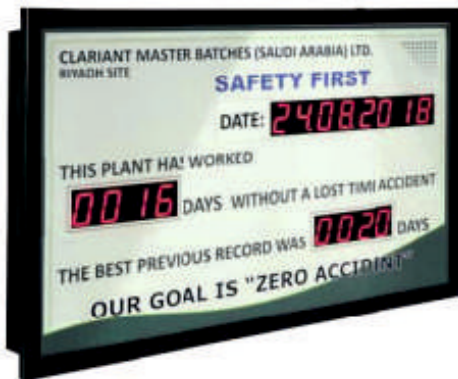 CLARIANT MASTER BATCHES (SAUDI ARABIA) LTD.
RIYADH SITE
SAFETY FIRST
DATE: 24.08.2018
THIS PLANT HA! WORKED
0016 DAYS WITHOUT A LOST TIMI ACCIDENT
THE BEST PREVIOUS RECORD WAS 0020 DAYS
OUR GOAL IS "ZERO ACCIDINT"